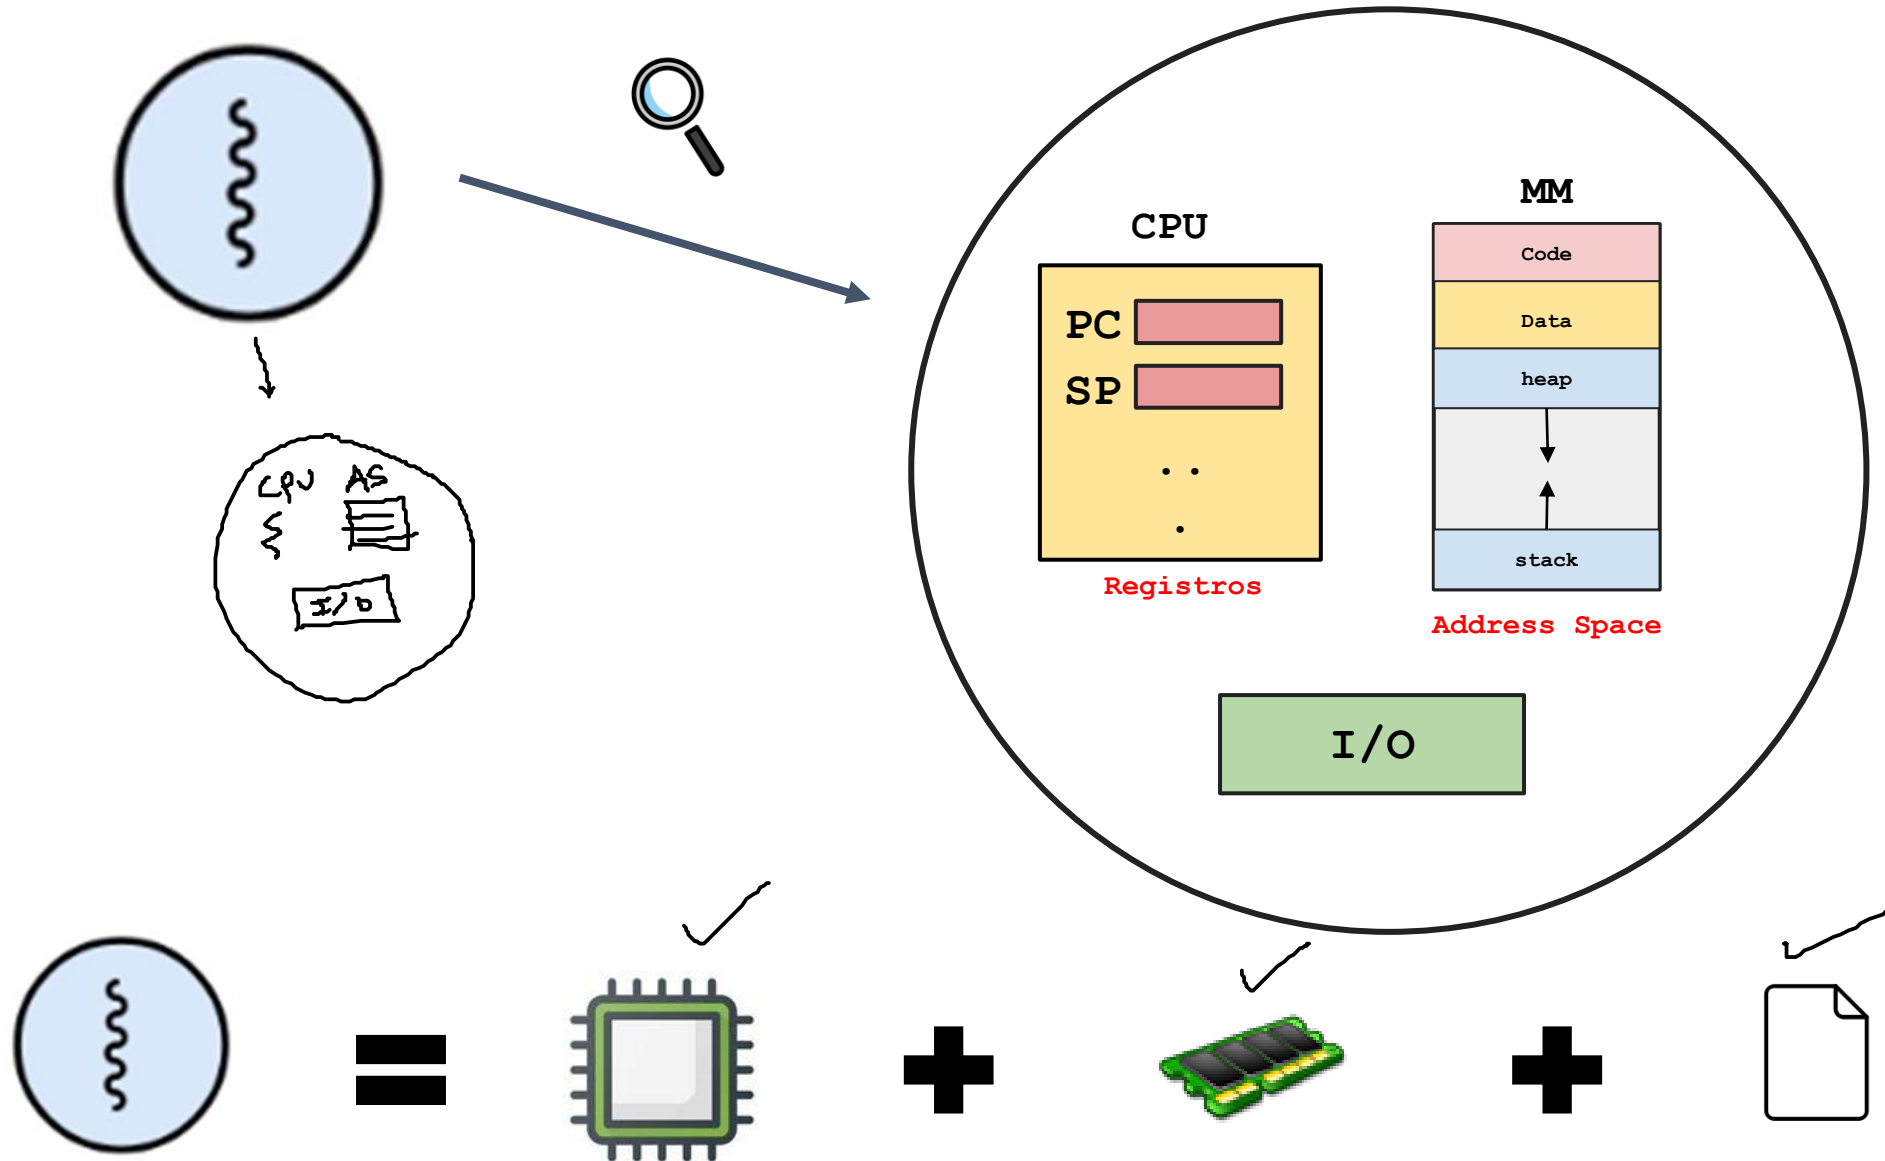 MM
CPU
Code
PC
Data
SP
heap
. .
.
stack
Registros
Address Space
I/O
CPU AS
I/O